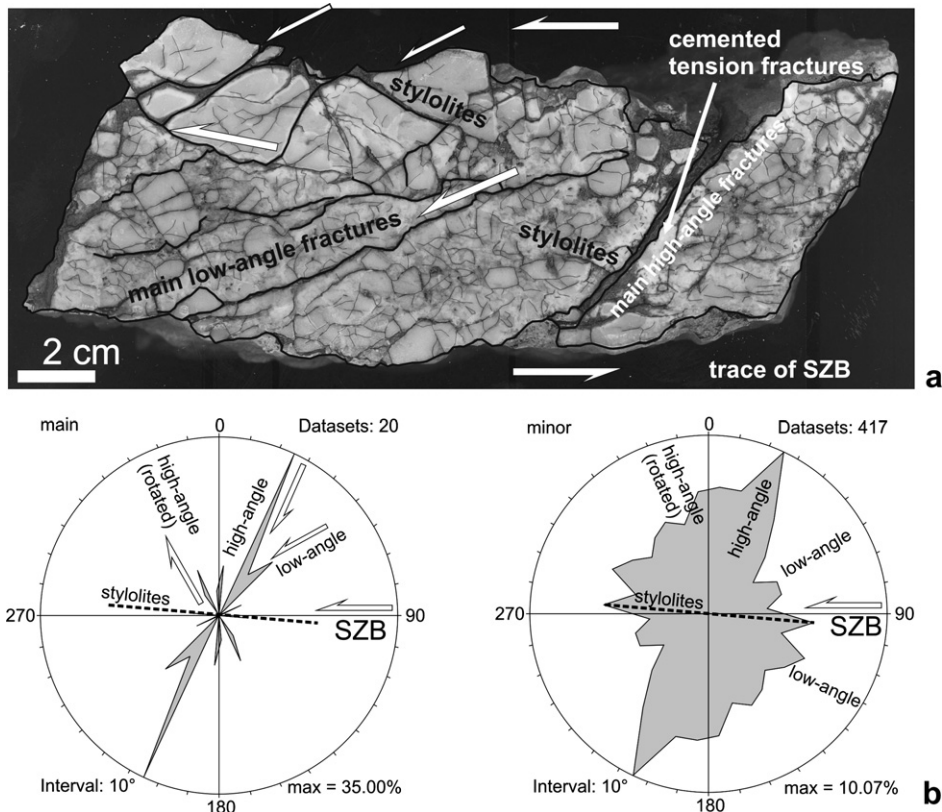 cemented
tension fractures
stylolites
main high-angle fractures
stylolites
main low-angle fractures
2 cm
trace of SZB
a
main
0
Datasets: 20
high-angle
(rotated)
high-angle
low-angle
stylolites
270
90
SZB
Interval: 10°
max = 35.00%
180
minor
0
Datasets: 417
high-angle
(rotated)
high-angle
low-angle
stylolites
270
90
SZB
low-angle
Interval: 10°
max = 10.07%
180
b